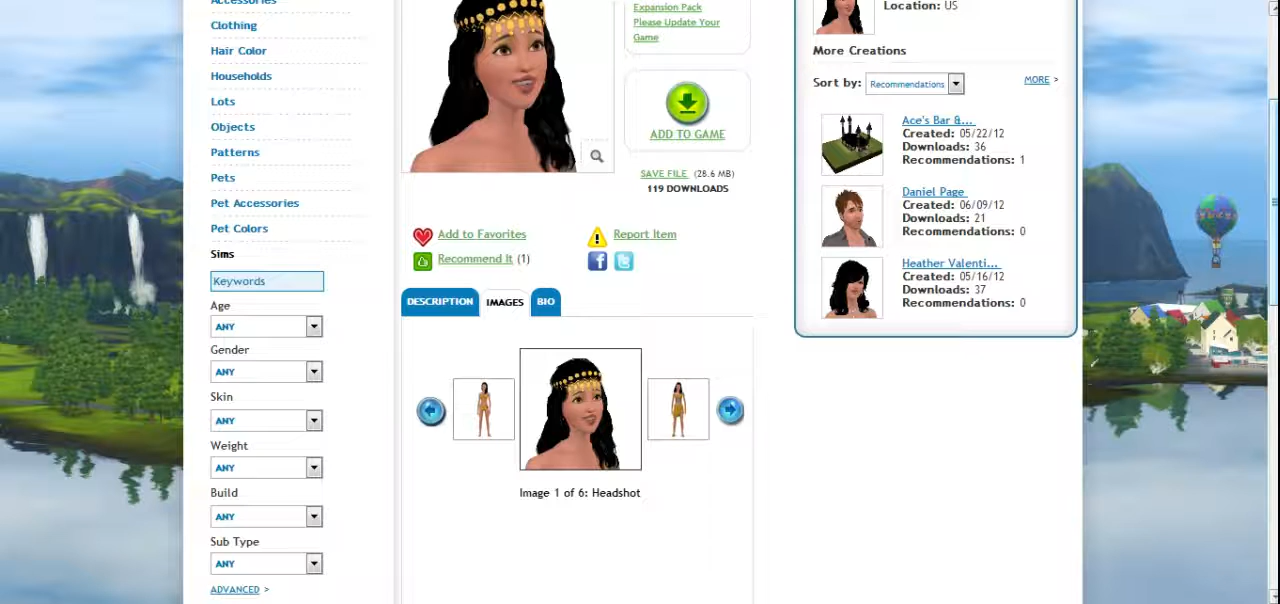 Accessories
Clothing
Hair Color
Households
Lots
Objects
Patterns
Pets
Pet Accessories
Pet Colors
Sims
Keywords
Age
ANY
Gender
ANY
Skin
ANY
Weight
ANY
Build
ANY
Sub Type
ANY
ADVANCED >
Expansion Pack
Please Update Your
Game
ADD TO GAME
SAVE FILE (28.6 MB)
119 DOWNLOADS
Add to Favorites
Report Item
Recommend It (1)
DESCRIPTION
IMAGES
BIO
Image 1 of 6: Headshot
Location: US
More Creations
Sort by: Recommendations
MORE >
Ace's Bar &...
Created: 05/22/12
Downloads: 36
Recommendations: 1
Daniel Page
Created: 06/09/12
Downloads: 21
Recommendations: 0
Heather Valenti...
Created: 05/16/12
Downloads: 37
Recommendations: 0